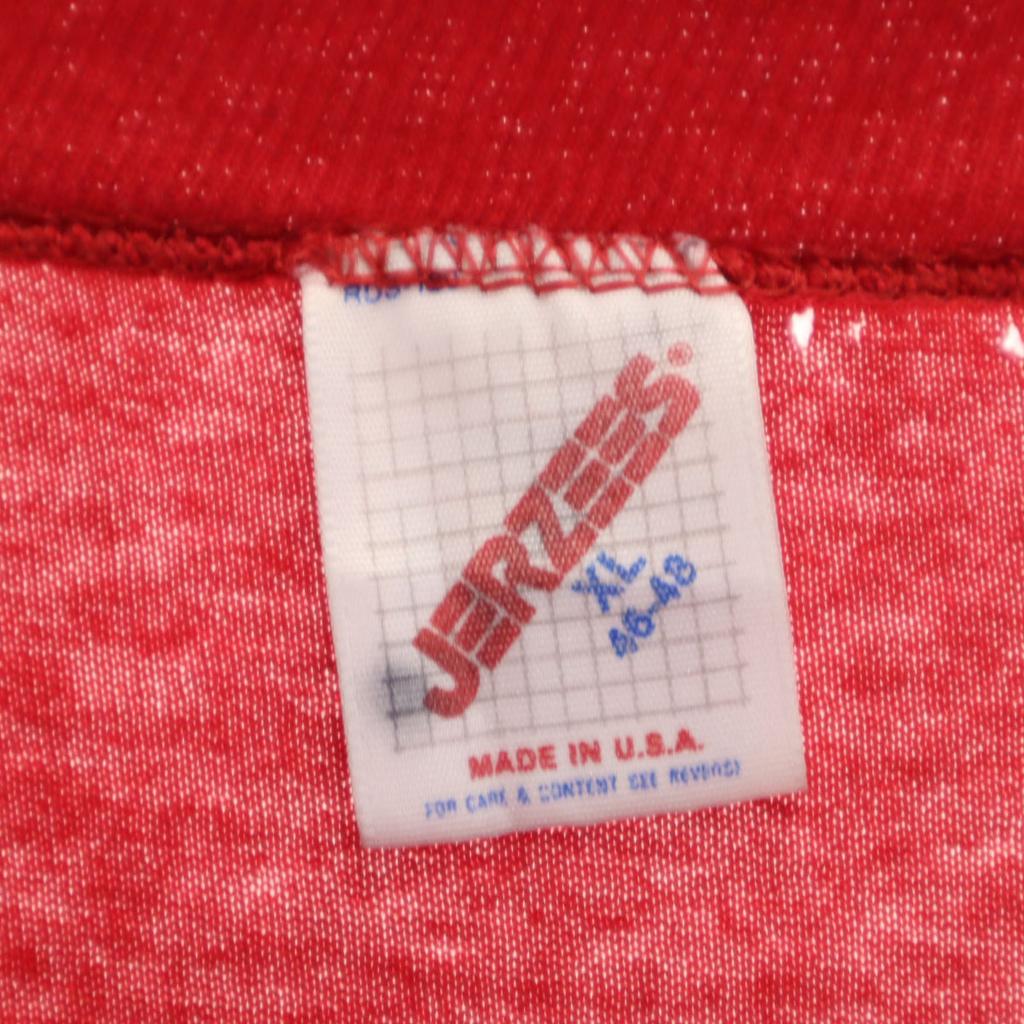 JERZEES
XL
46-48
MADE IN U.S.A.
FOR CARE & CONTENT SEE REVERSE